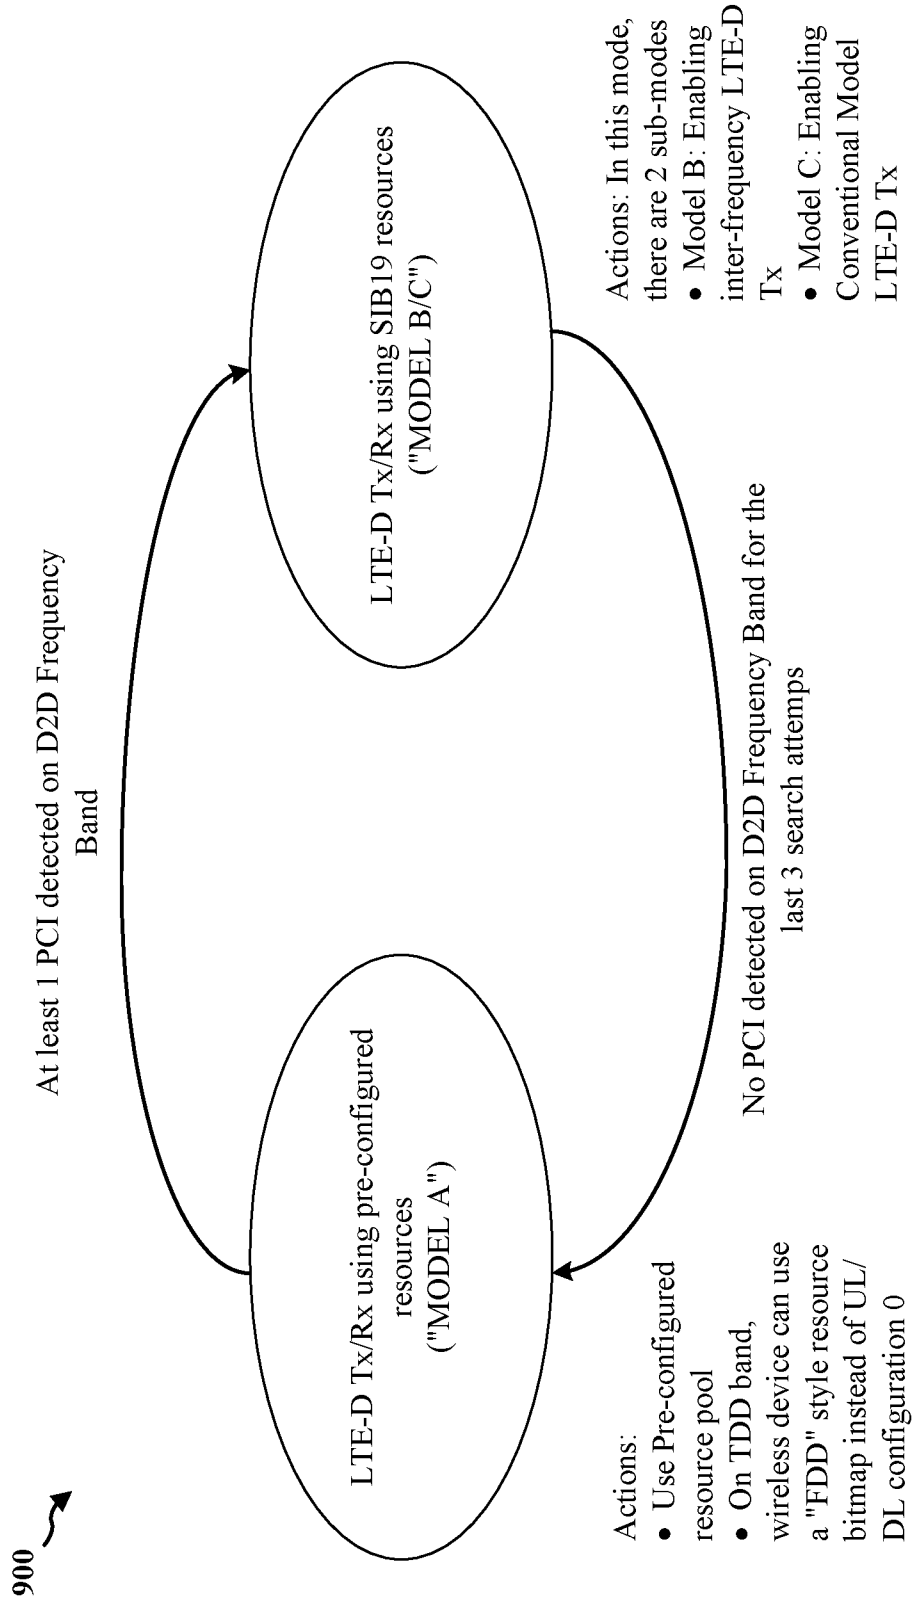 900
At least 1 PCI detected on D2D Frequency
Band
LTE-D Tx/Rx using pre-configured
resources
("MODEL A")
LTE-D Tx/Rx using SIB19 resources
("MODEL B/C")
No PCI detected on D2D Frequency Band for the
last 3 search attemps
Actions:
• Use Pre-configured
resource pool
• On TDD band,
wireless device can use
a "FDD" style resource
bitmap instead of UL/
DL configuration 0
Actions: In this mode,
there are 2 sub-modes
• Model B: Enabling
inter-frequency LTE-D
Tx
• Model C: Enabling
Conventional Model
LTE-D Tx